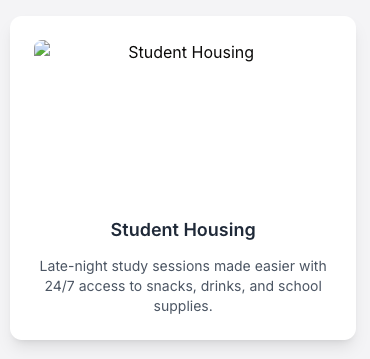 Student Housing
Student Housing
Late-night study sessions made easier with
24/7 access to snacks, drinks, and school
supplies.